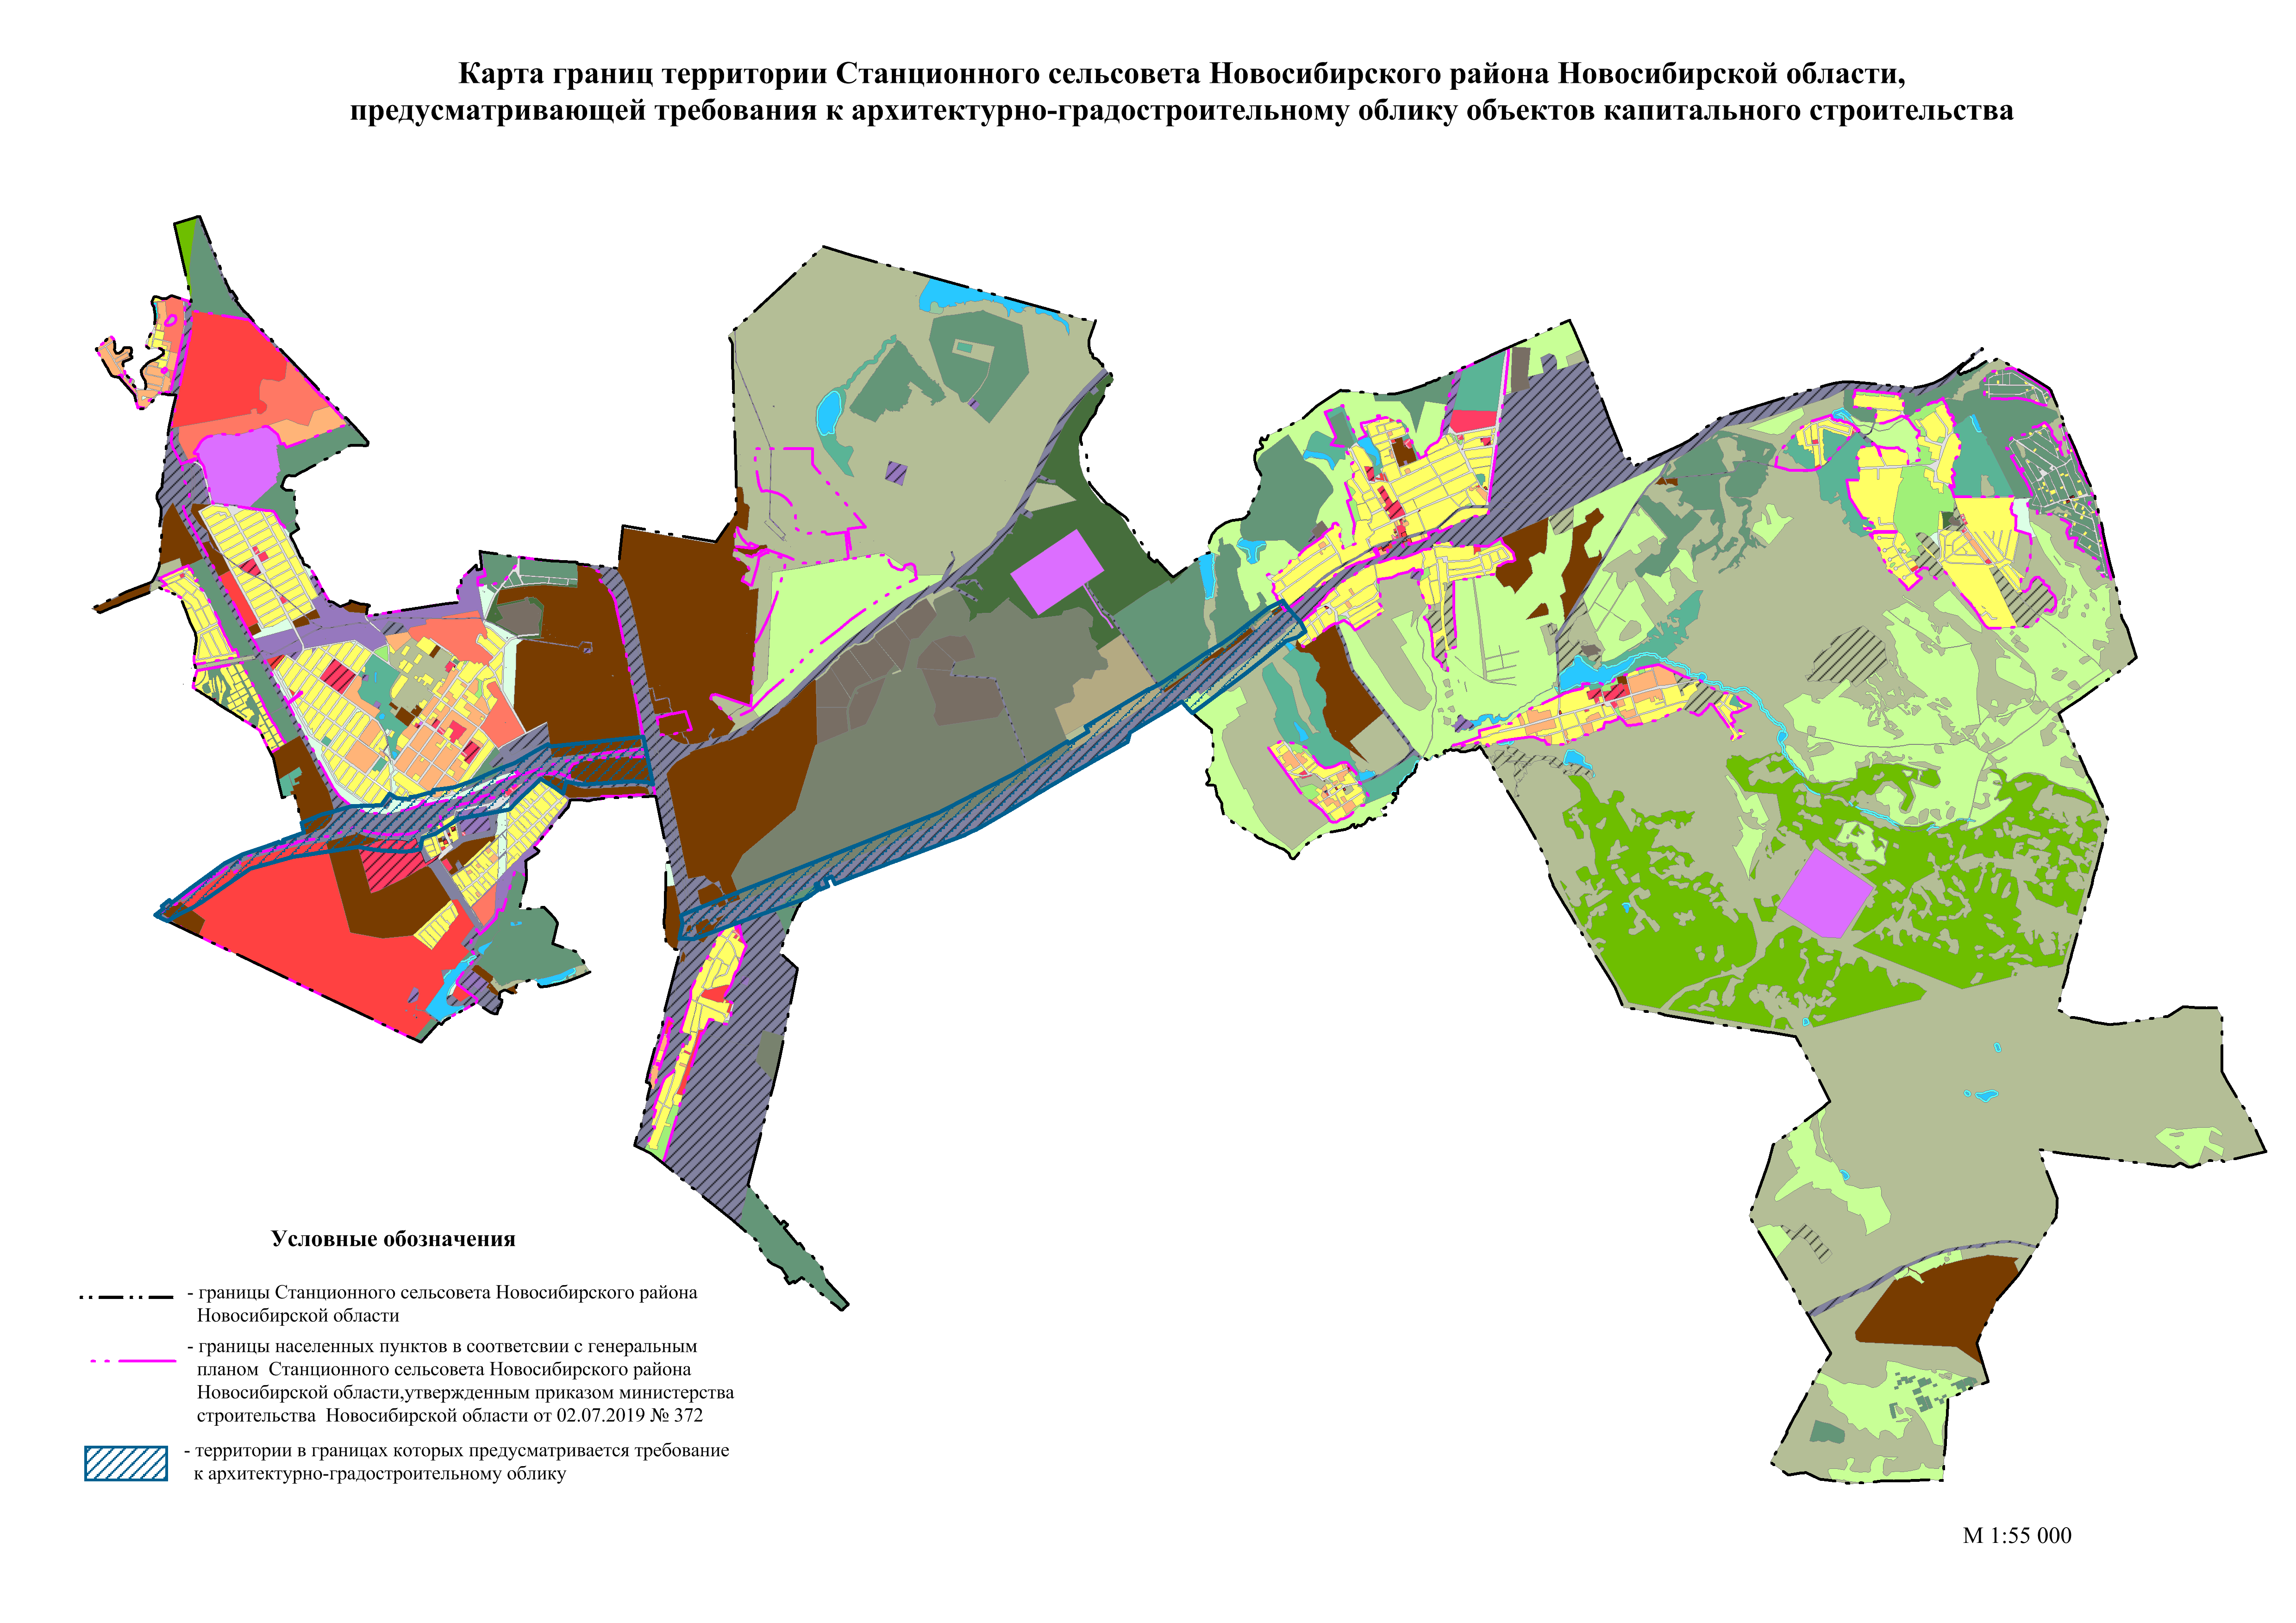 Карта границ территории Станционного сельсовета Новосибирского района Новосибирской области,
предусматривающей требования к архитектурно-градостроительному облику объектов капитального строительства
Условные обозначения
- границы Станционного сельсовета Новосибирского района
Новосибирской области
- границы населенных пунктов в соответсвии с генеральным
планом Станционного сельсовета Новосибирского района
Новосибирской области,утвержденным приказом министерства
строительства Новосибирской области от 02.07.2019 № 372
- территории в границах которых предусматривается требование
к архитектурно-градостроительному облику
М 1:55 000